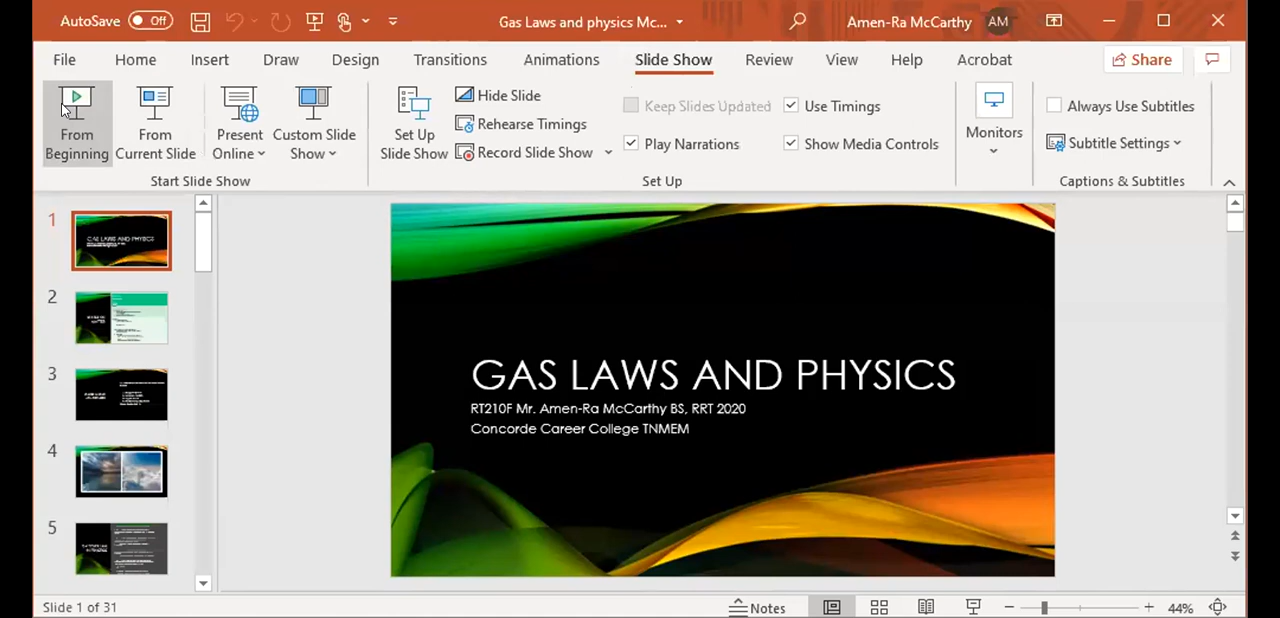 AutoSave Off Gas Laws and physics Mc... Amen-Ra McCarthy AM
File Home Insert Draw Design Transitions Animations Slide Show Review View Help Acrobat Share
From Beginning
From Current Slide
Present Online
Custom Slide Show
Start Slide Show
Set Up Slide Show
Hide Slide
Rehearse Timings
Record Slide Show
Keep Slides Updated
Play Narrations
Use Timings
Show Media Controls
Set Up
Monitors
Always Use Subtitles
Subtitle Settings
Captions & Subtitles
1
GAS LAWS AND PHYSICS
2
3
4
5
GAS LAWS AND PHYSICS
RT210F Mr. Amen-Ra McCarthy BS, RRT 2020
Concorde Career College TNMEM
Slide 1 of 31 Notes 44%